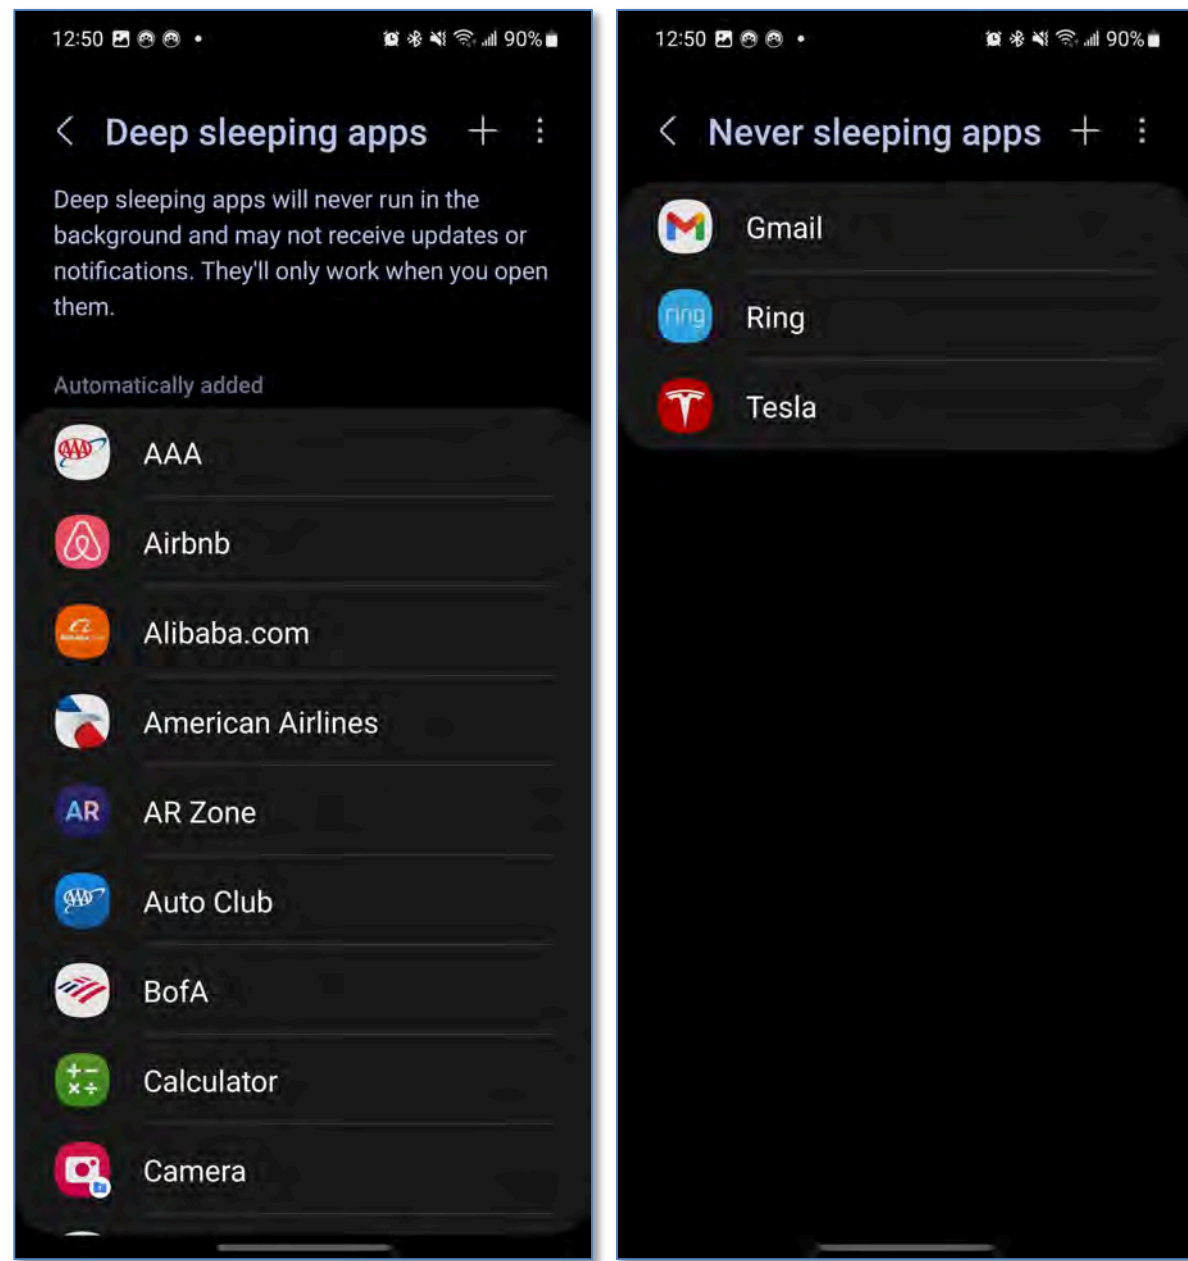 12:50
90%
Deep sleeping apps
Deep sleeping apps will never run in the
background and may not receive updates or
notifications. They'll only work when you open
them.
Automatically added
AAA
AAA
Airbnb
Alibaba.com
American Airlines
AR
AR Zone
AAA
Auto Club
BofA
Calculator
Camera
12:50
90%
Never sleeping apps
Gmail
ring
Ring
Tesla